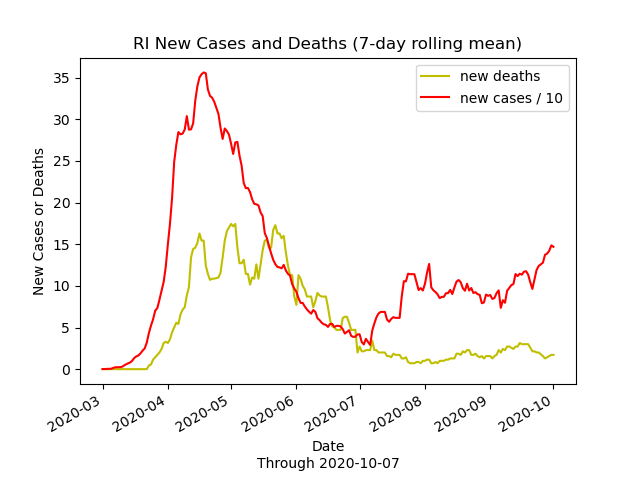 RI New Cases and Deaths (7-day rolling mean)
new deaths
new cases / 10
35
30
25
20
15
10
5
0
New Cases or Deaths
2020-03
2020-04
2020-05
2020-06
2020-07
2020-08
2020-09
2020-10
Date
Through 2020-10-07